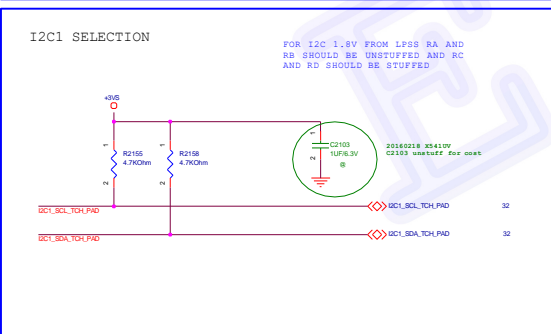 I2C1 SELECTION
FOR I2C 1.8V FROM LPSS RA AND
RB SHOULD BE UNSTUFFED AND RC
AND RD SHOULD BE STUFFED
+3VS
1
R2155
4.7KOhm
2
1
R2158
4.7KOhm
2
1
C2103
1UF/6.3V
2
@
20160218 X541UV
C2103 unstuff for cost
I2C1_SCL_TCH_PAD
I2C1_SCL_TCH_PAD 32
I2C1_SDA_TCH_PAD
I2C1_SDA_TCH_PAD 32